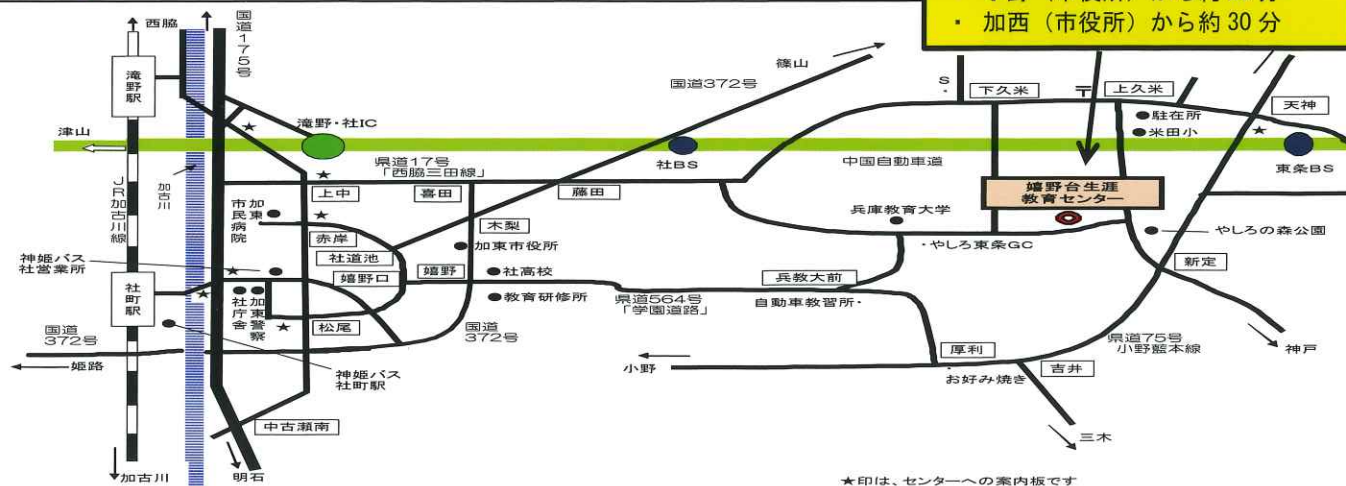 ・ 加西（市役所）から約 30 分
西脇
国道175号
滝野駅
滝野・社IC
津山
JR加古川線
加古川
県道17号
「西脇三田線」
国道372号
篠山
社BS
中国自動車道
S・
下久米
〒
上久米
駐在所
米田小
天神
東条BS
上中
喜田
藤田
嬉野台生涯
教育センター
加東
市民病院
赤岸
社道池
木梨
加東市役所
兵庫教育大学
・やしろ東条GC
やしろの森公園
神姫バス
社営業所
嬉野口
嬉野
社高校
教育研修所
県道564号
「学園道路」
兵教大前
自動車教習所・
新定
社町駅
社庁舎
加東警察
松尾
国道
372号
国道
372号
姫路
神姫バス
社町駅
小野
厚利
・お好み焼き
吉井
県道75号
小野藍本線
神戸
中古瀬南
三木
加古川
明石
★印は、センターへの案内板です